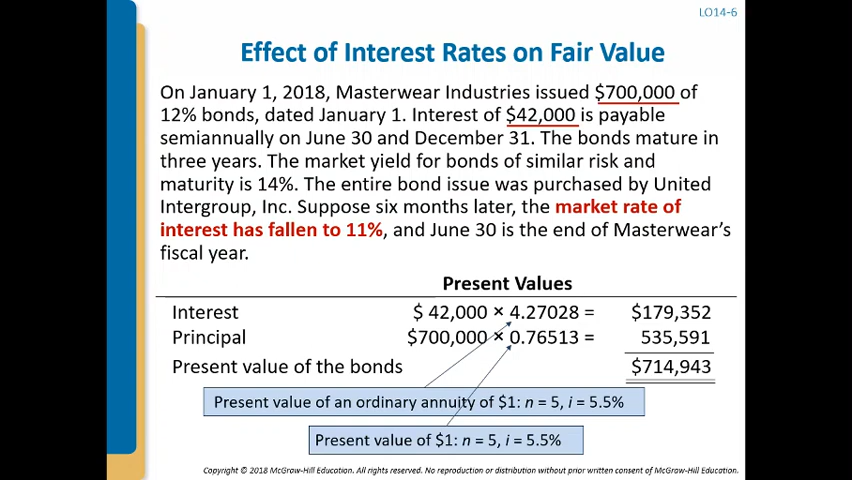 LO14-6
Effect of Interest Rates on Fair Value
On January 1, 2018, Masterwear Industries issued $700,000 of
12% bonds, dated January 1. Interest of $42,000 is payable
semiannually on June 30 and December 31. The bonds mature in
three years. The market yield for bonds of similar risk and
maturity is 14%. The entire bond issue was purchased by United
Intergroup, Inc. Suppose six months later, the market rate of
interest has fallen to 11%, and June 30 is the end of Masterwear's
fiscal year.
Present Values
Interest $ 42,000 × 4.27028 = $179,352
Principal $700,000 × 0.76513 = 535,591
Present value of the bonds $714,943
Present value of an ordinary annuity of $1: n = 5, i = 5.5%
Present value of $1: n = 5, i = 5.5%
Copyright © 2018 McGraw-Hill Education. All rights reserved. No reproduction or distribution without prior written consent of McGraw-Hill Education.